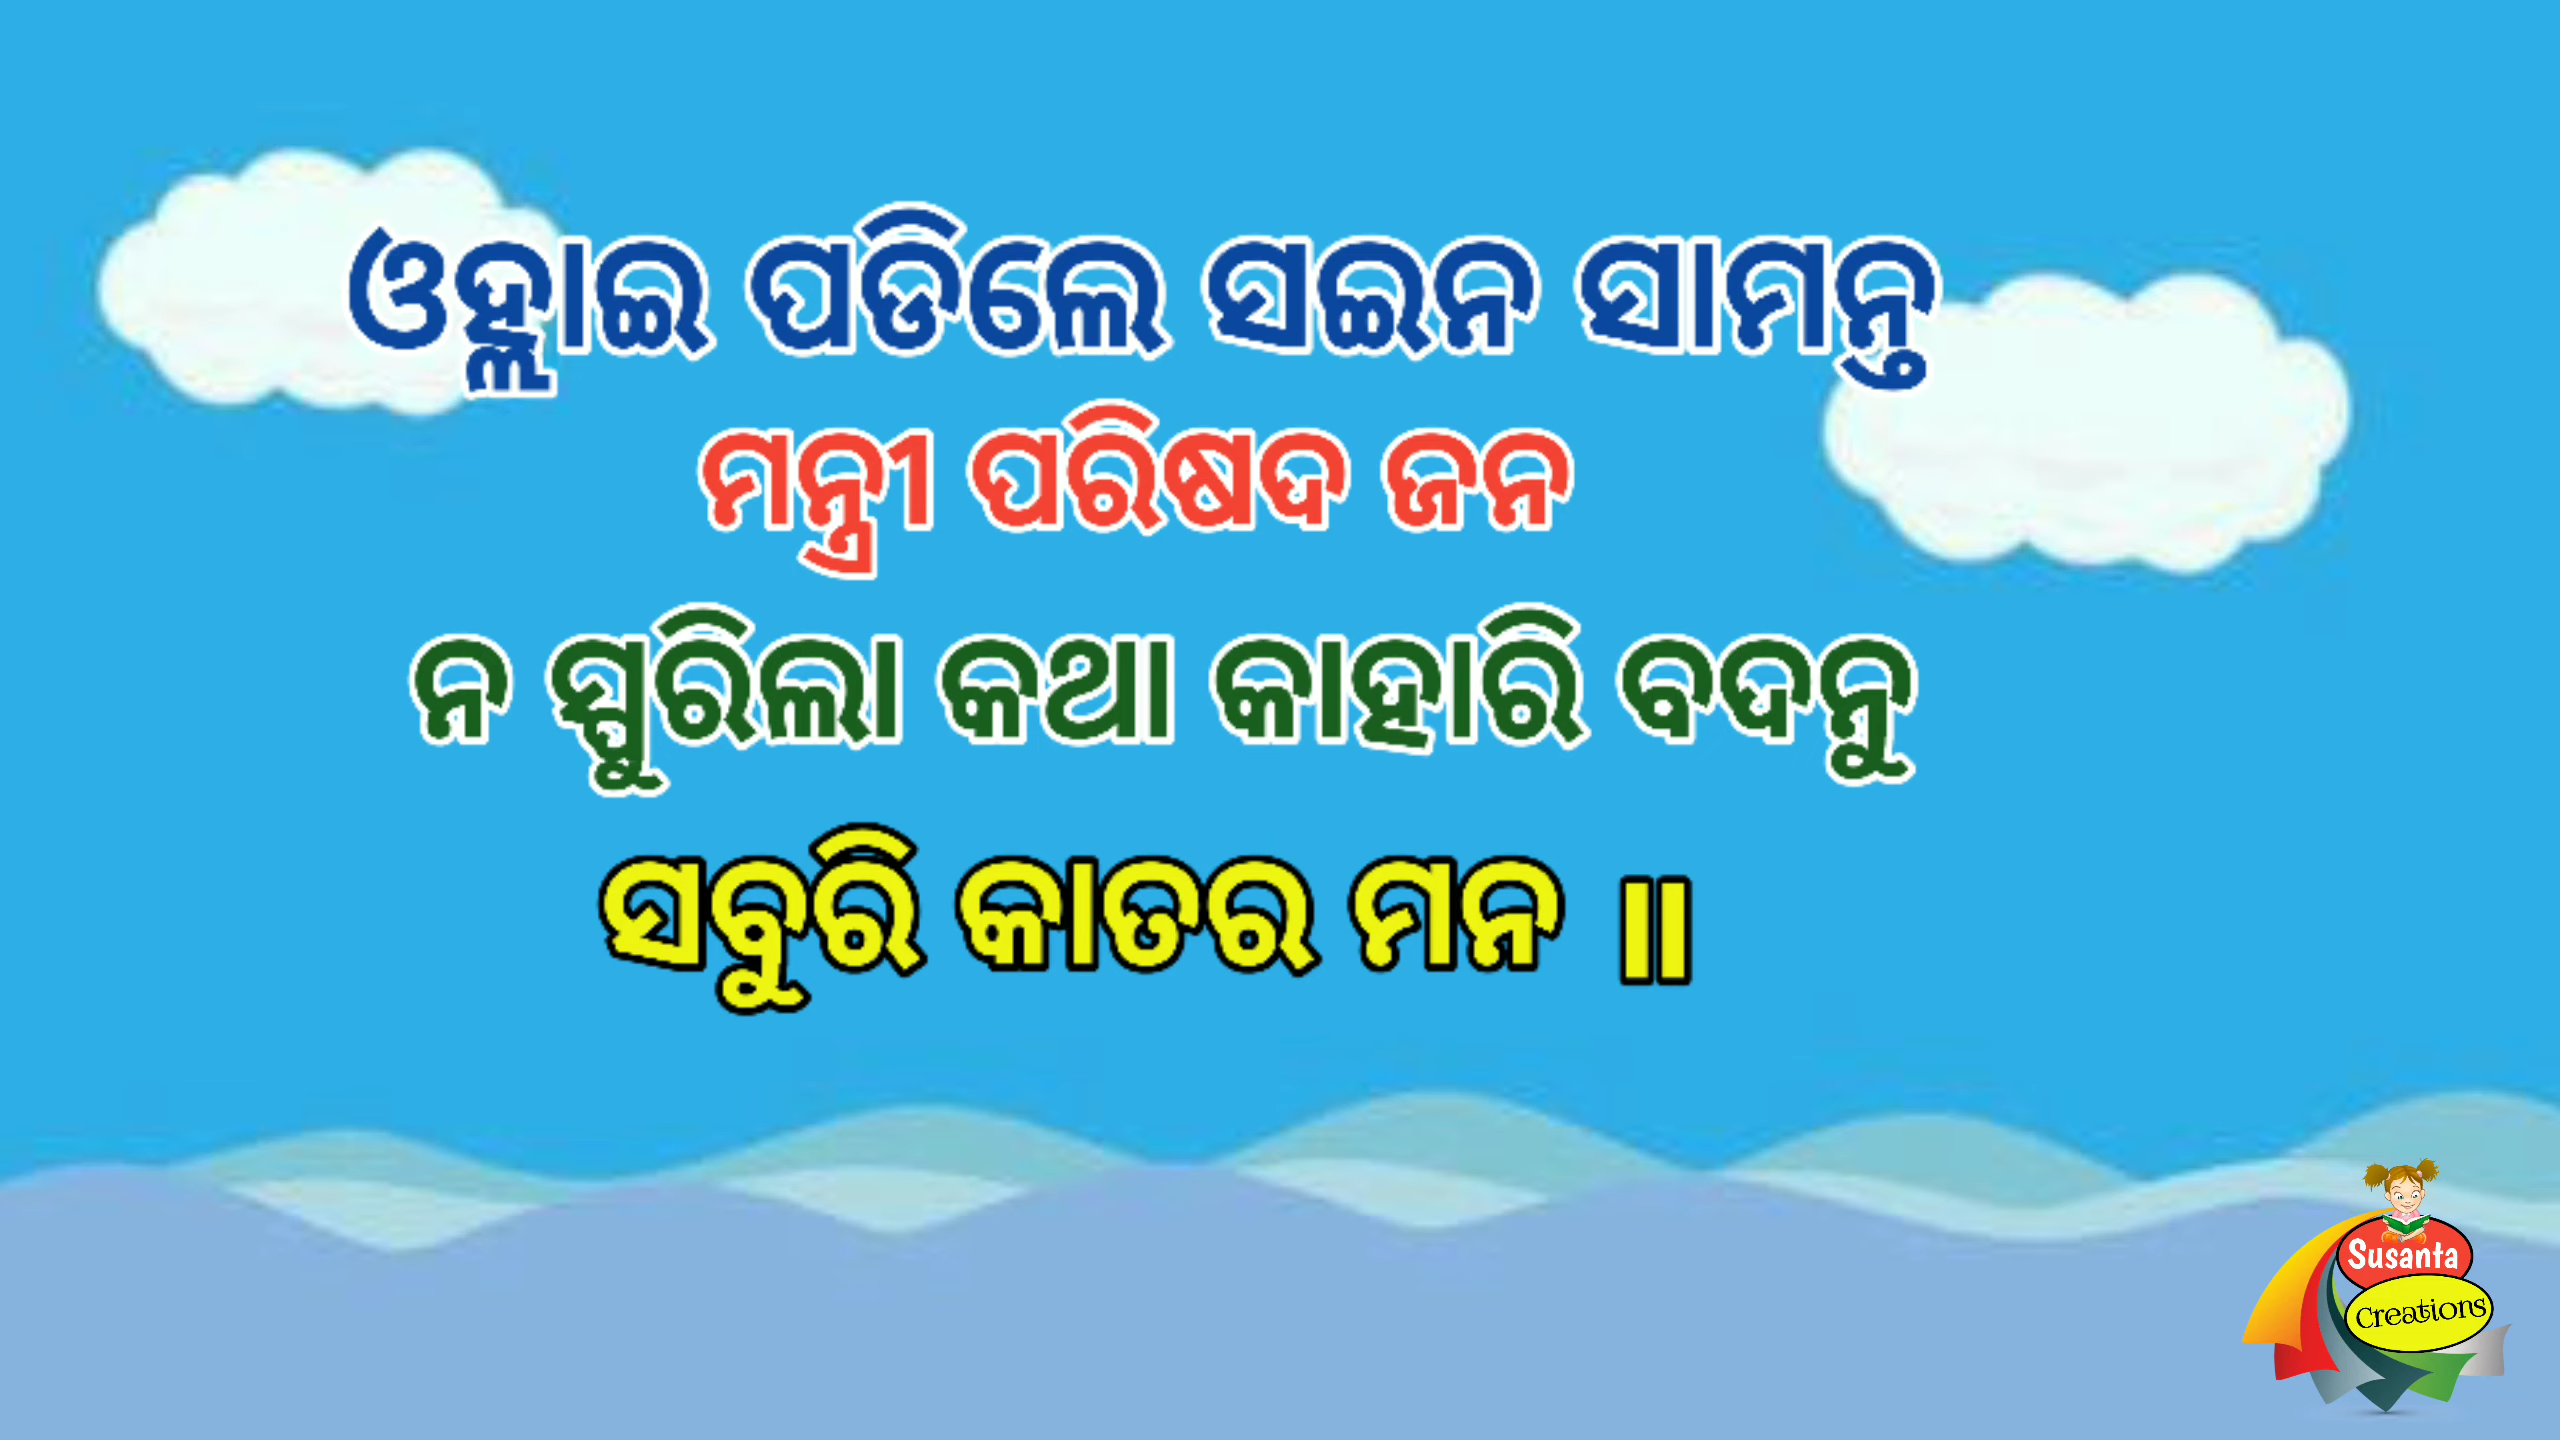 ଓହ୍ଲାଇ ପଡିଲେ ସଇନ ସାମନ୍ତ
ମନ୍ତ୍ରୀ ପରିଷଦ ଜନ
ନ ସ୍ଫୁରିଲା କଥା କାହାରି ବଦନୁ
ସବୁରି କାତର ମନ ॥
Susanta
Creations